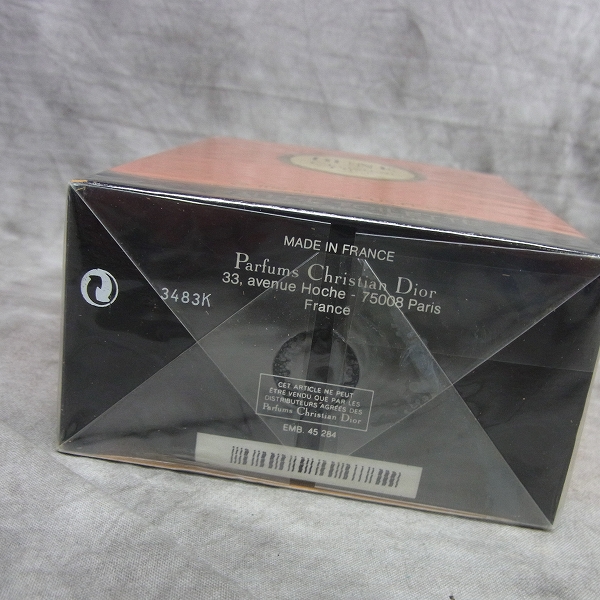 MADE IN FRANCE
Parfums Christian Dior
33, avenue Hoche - 75008 Paris
France
3483K
CET ARTICLE NE PEUT
ÊTRE VENDU QUE PAR LES
DISTRIBUTEURS AGRÉÉS DES
Parfums Christian Dior
EMB. 45 284